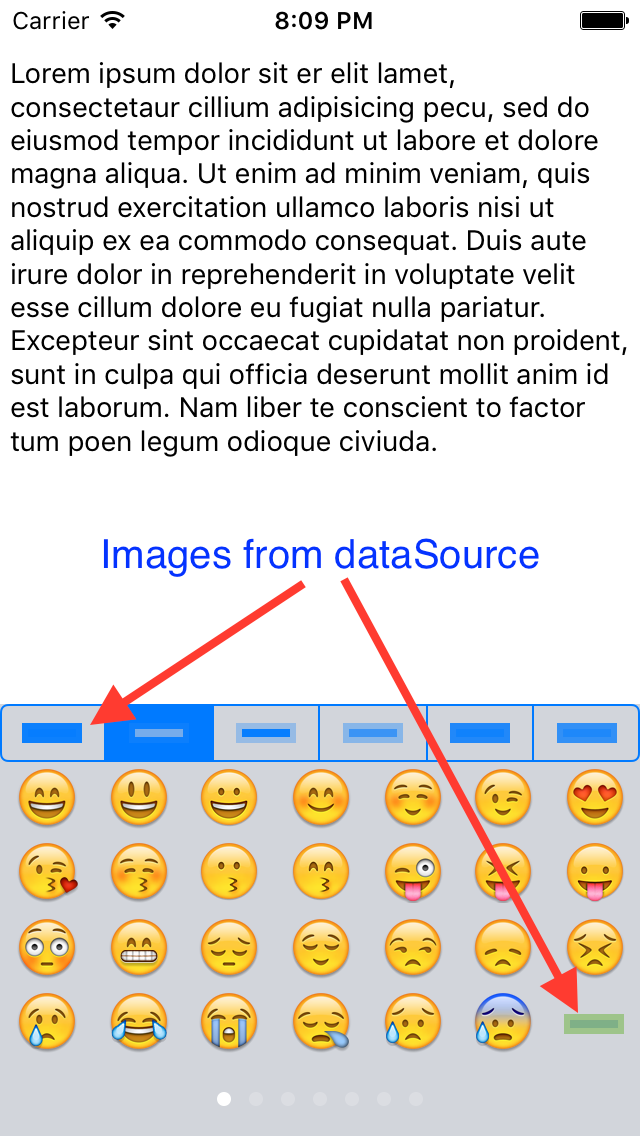 Carrier 8:09 PM
Lorem ipsum dolor sit er elit lamet,
consectetaur cillium adipisicing pecu, sed do
eiusmod tempor incididunt ut labore et dolore
magna aliqua. Ut enim ad minim veniam, quis
nostrud exercitation ullamco laboris nisi ut
aliquip ex ea commodo consequat. Duis aute
irure dolor in reprehenderit in voluptate velit
esse cillum dolore eu fugiat nulla pariatur.
Excepteur sint occaecat cupidatat non proident,
sunt in culpa qui officia deserunt mollit anim id
est laborum. Nam liber te conscient to factor
tum poen legum odioque civiuda.
Images from dataSource